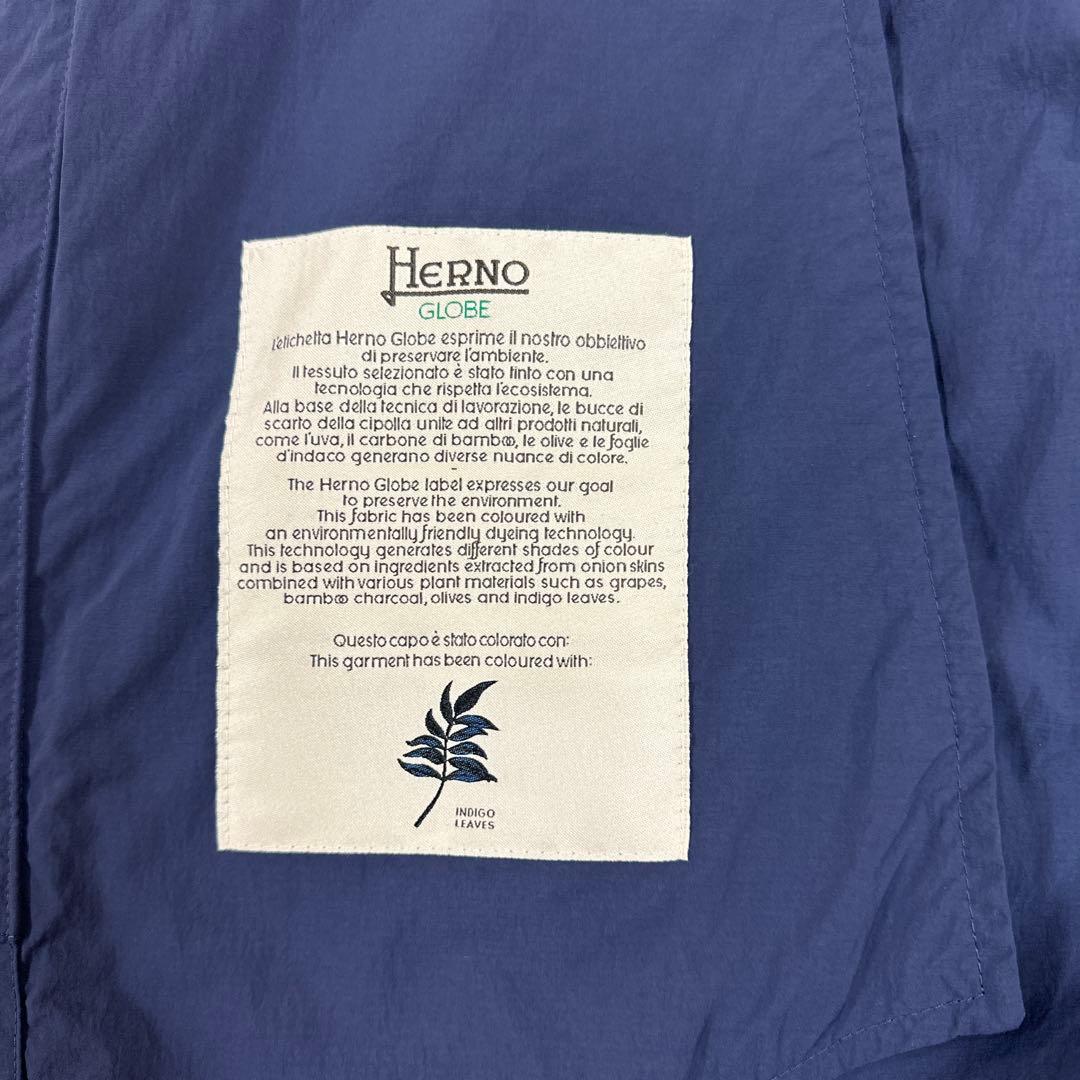 HERNO
GLOBE
L'etichetta Herno Globe esprime il nostro obbiettivo
di preservare l'ambiente.
Il tessuto selezionato è stato tinto con una
tecnologia che rispetta l'ecosistema.
Alla base della tecnica di lavorazione, le bucce di
scarto della cipolla unite ad altri prodotti naturali,
come l'uva, il carbone di bamboo, le olive e le foglie
d'indaco generano diverse nuance di colore.
-
The Herno Globe label expresses our goal
to preserve the environment.
This fabric has been coloured with
an environmentally friendly dyeing technology.
This technology generates different shades of colour
and is based on ingredients extracted from onion skins
combined with various plant materials such as grapes,
bamboo charcoal, olives and indigo leaves.
Questo capo è stato colorato con:
This garment has been coloured with:
INDIGO
LEAVES